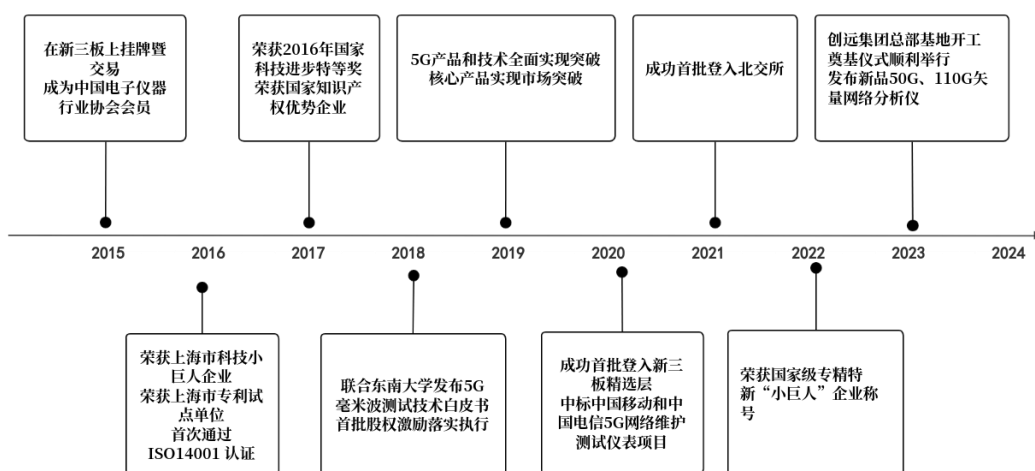 在新三板上挂牌暨
交易
成为中国电子仪器
行业协会会员
荣获2016年国家
科技进步特等奖
荣获国家知识产
权优势企业
5G产品和技术全面实现突破
核心产品实现市场突破
成功首批登入北交所
创远集团总部基地开工
奠基仪式顺利举行
发布新品50G、110G矢
量网络分析仪
2015
2016
2017
2018
2019
2020
2021
2022
2023
2024
荣获上海市科技小
巨人企业
荣获上海市专利试
点单位
首次通过
ISO14001 认证
联合东南大学发布5G
毫米波测试技术白皮书
首批股权激励落实执行
成功首批登入新三
板精选层
中标中国移动和中
国电信5G网络维护
测试仪表项目
荣获国家级专精特
新“小巨人”企业称
号